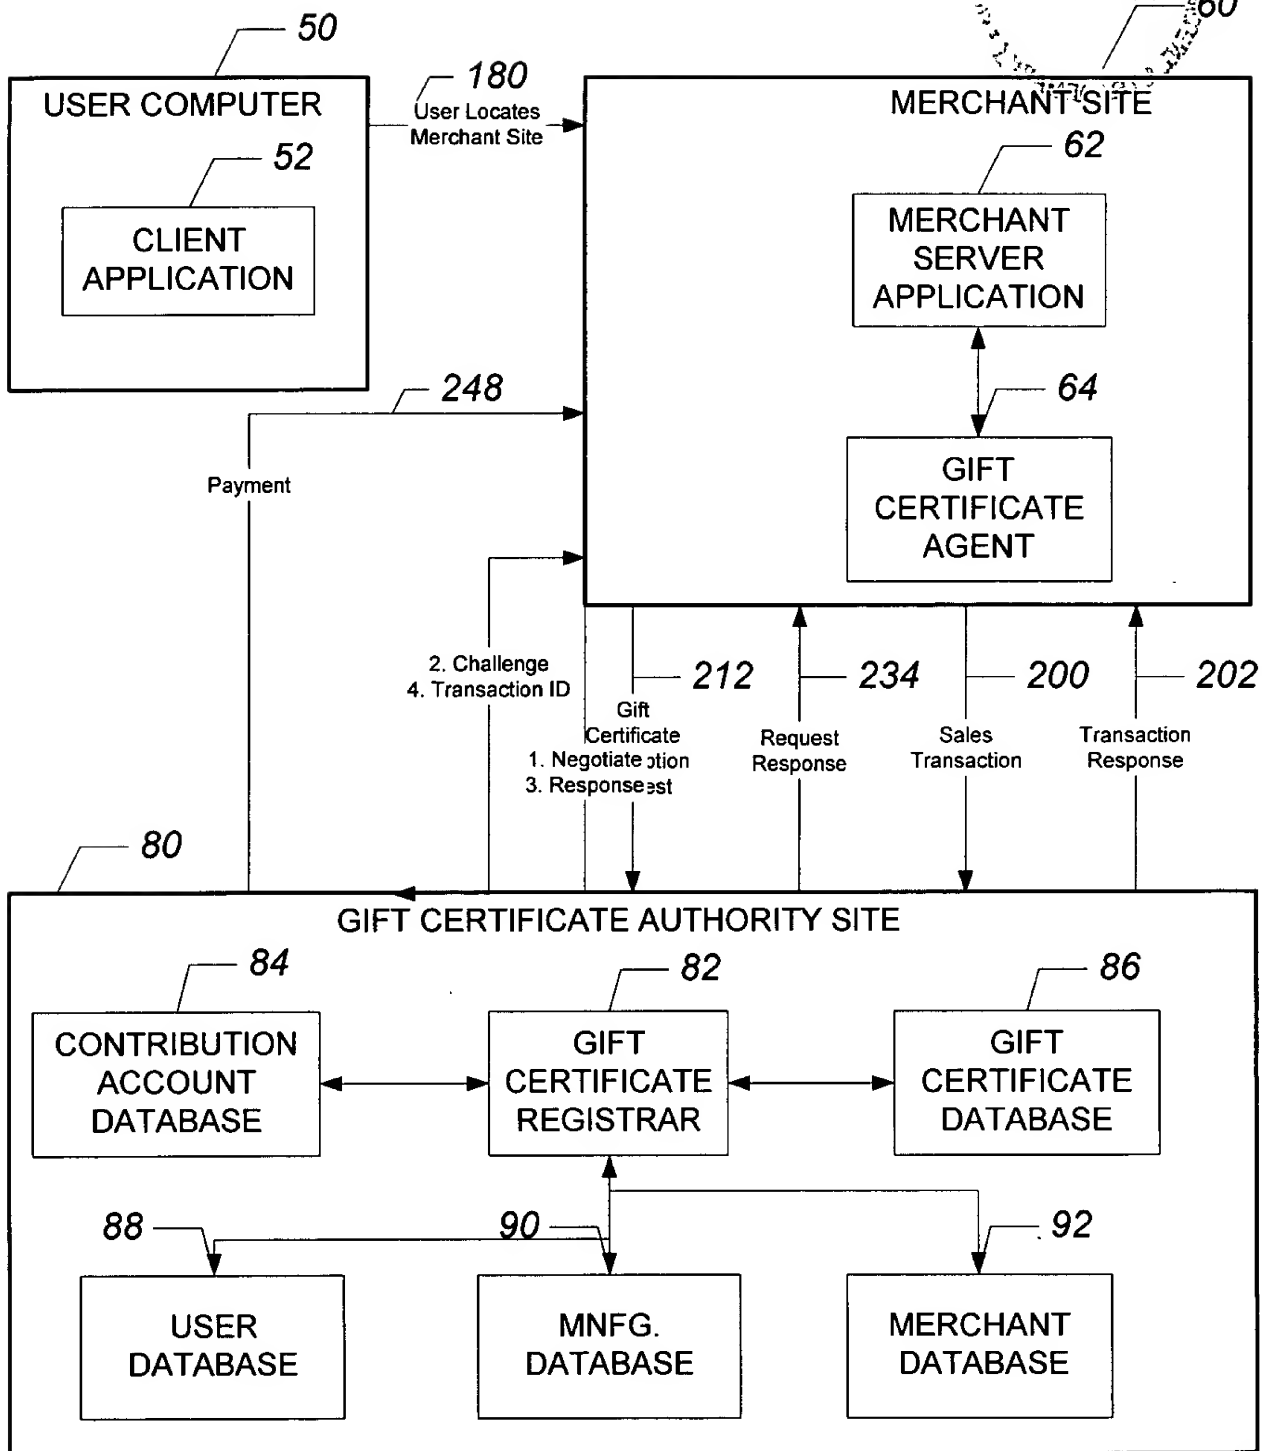 50
60
180
USER COMPUTER
User Locates
Merchant Site
MERCHANT SITE
52
62
CLIENT
APPLICATION
MERCHANT
SERVER
APPLICATION
248
64
Payment
GIFT
CERTIFICATE
AGENT
2. Challenge
4. Transaction ID
212
234
200
202
Gift
Certificate
1. Negotiate
3. Response
Request
Response
Sales
Transaction
Transaction
Response
80
GIFT CERTIFICATE AUTHORITY SITE
84
82
86
CONTRIBUTION
ACCOUNT
DATABASE
GIFT
CERTIFICATE
REGISTRAR
GIFT
CERTIFICATE
DATABASE
88
90
92
USER
DATABASE
MNFG.
DATABASE
MERCHANT
DATABASE